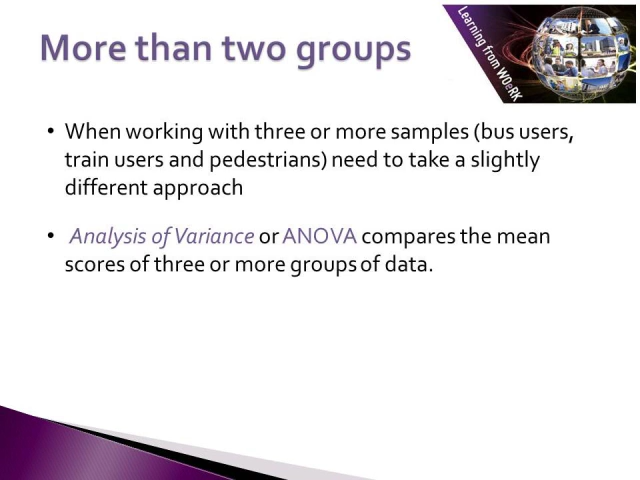 More than two groups
Learning from WOeRK
• When working with three or more samples (bus users,
train users and pedestrians) need to take a slightly
different approach
• Analysis of Variance or ANOVA compares the mean
scores of three or more groups of data.